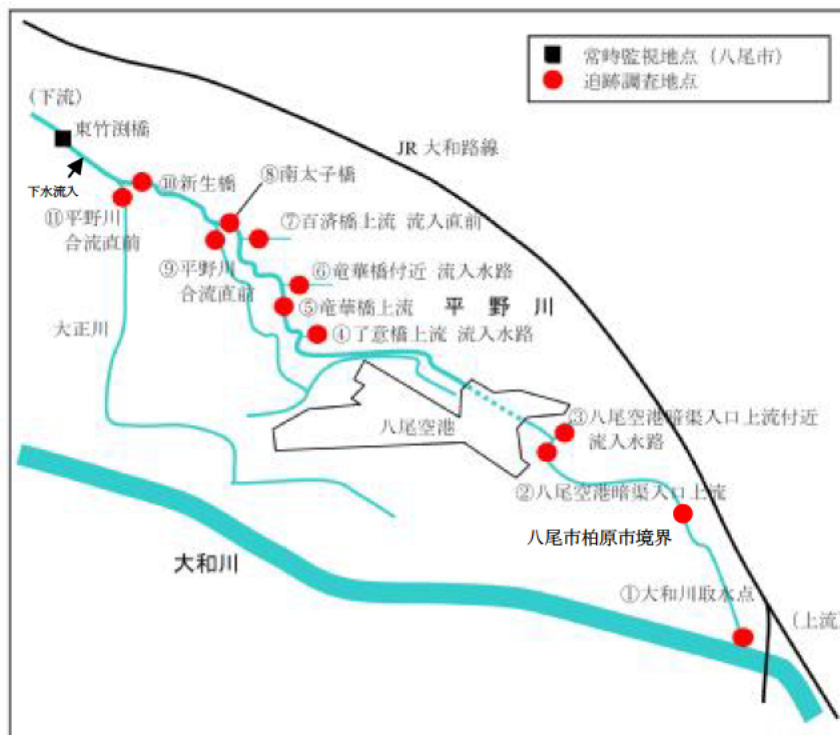 常時監視地点（八尾市）
追跡調査地点
（下流）
東竹渕橋
JR 大和路線
⑧南太子橋
⑩新生橋
下水流入
⑦百済橋上流 流入直前
⑪平野川
合流直前
⑨平野川
合流直前
⑥竜華橋付近 流入水路
⑤竜華橋上流
平野川
④了意橋上流 流入水路
大正川
八尾空港
③八尾空港暗渠入口上流付近
流入水路
②八尾空港暗渠入口上流
八尾市柏原市境界
大和川
①大和川取水点
（上流）